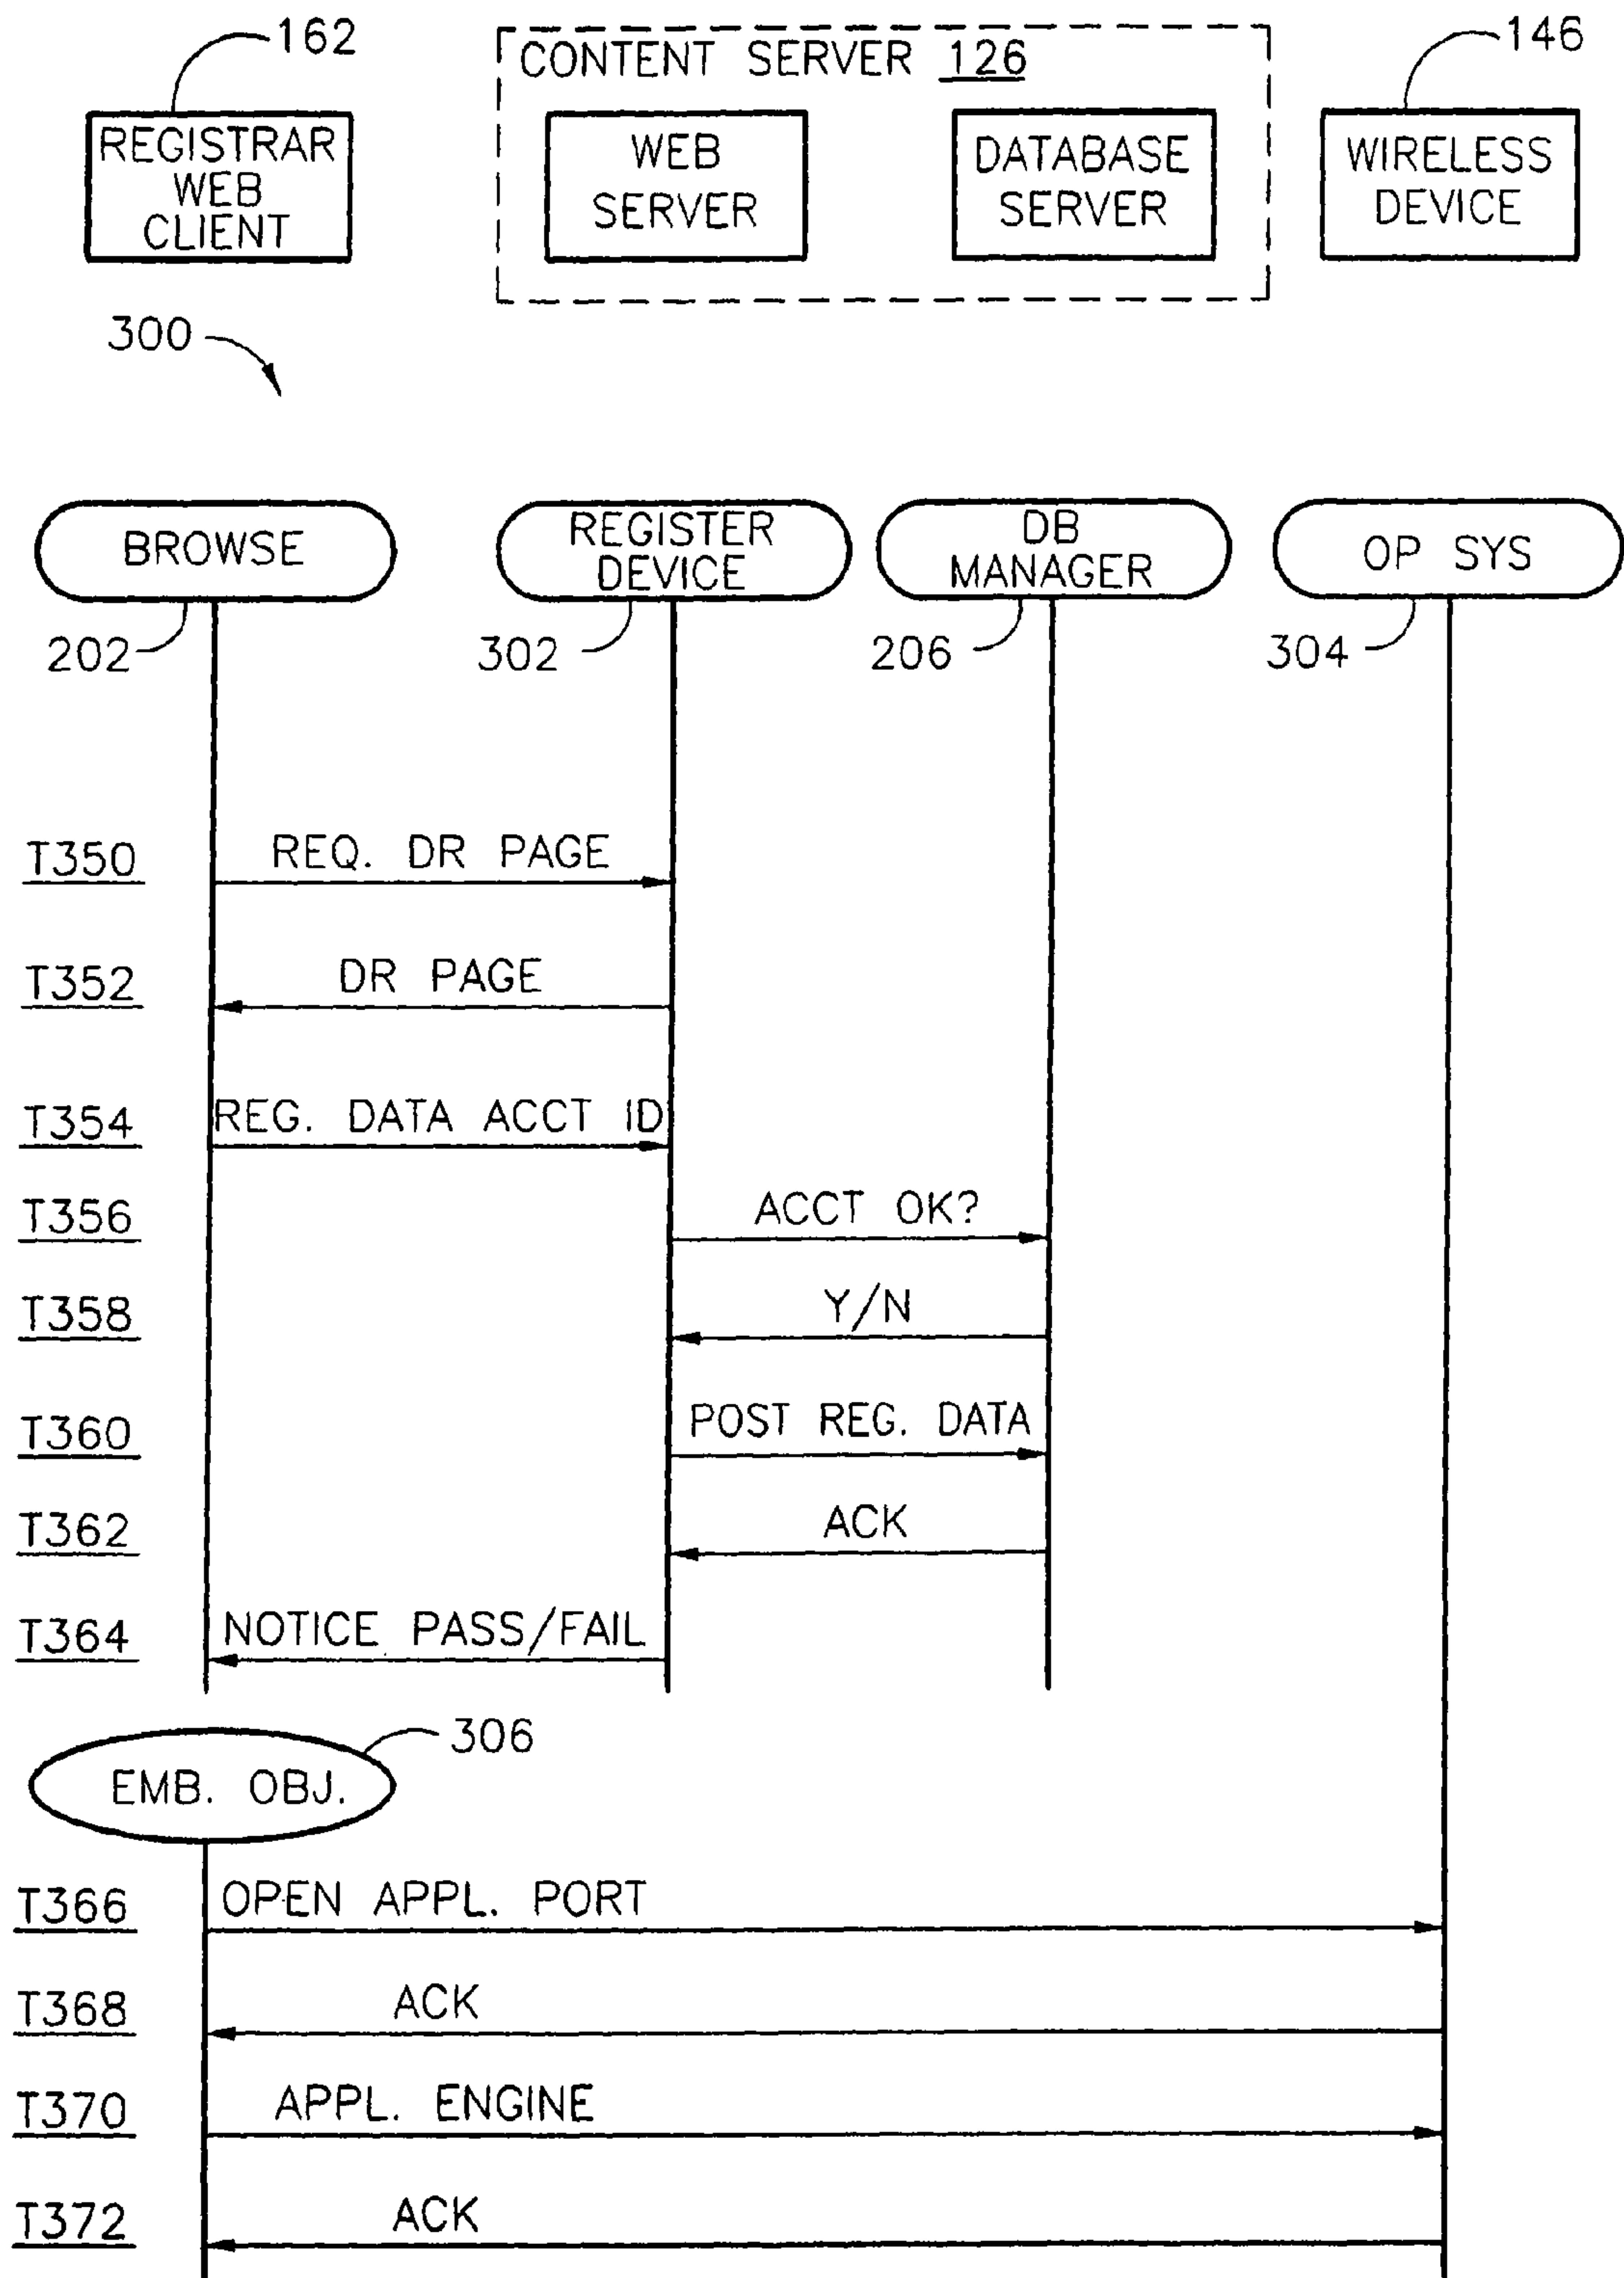 162
CONTENT SERVER 126
146
REGISTRAR
WEB
CLIENT
WEB
SERVER
DATABASE
SERVER
WIRELESS
DEVICE
300
BROWSE
REGISTER
DEVICE
DB
MANAGER
OP SYS
202
302
206
304
T350
REQ. DR PAGE
T352
DR PAGE
T354
REG. DATA ACCT ID
T356
ACCT OK?
T358
Y/N
T360
POST REG. DATA
T362
ACK
T364
NOTICE PASS/FAIL
306
EMB. OBJ.
T366
OPEN APPL. PORT
T368
ACK
T370
APPL. ENGINE
T372
ACK